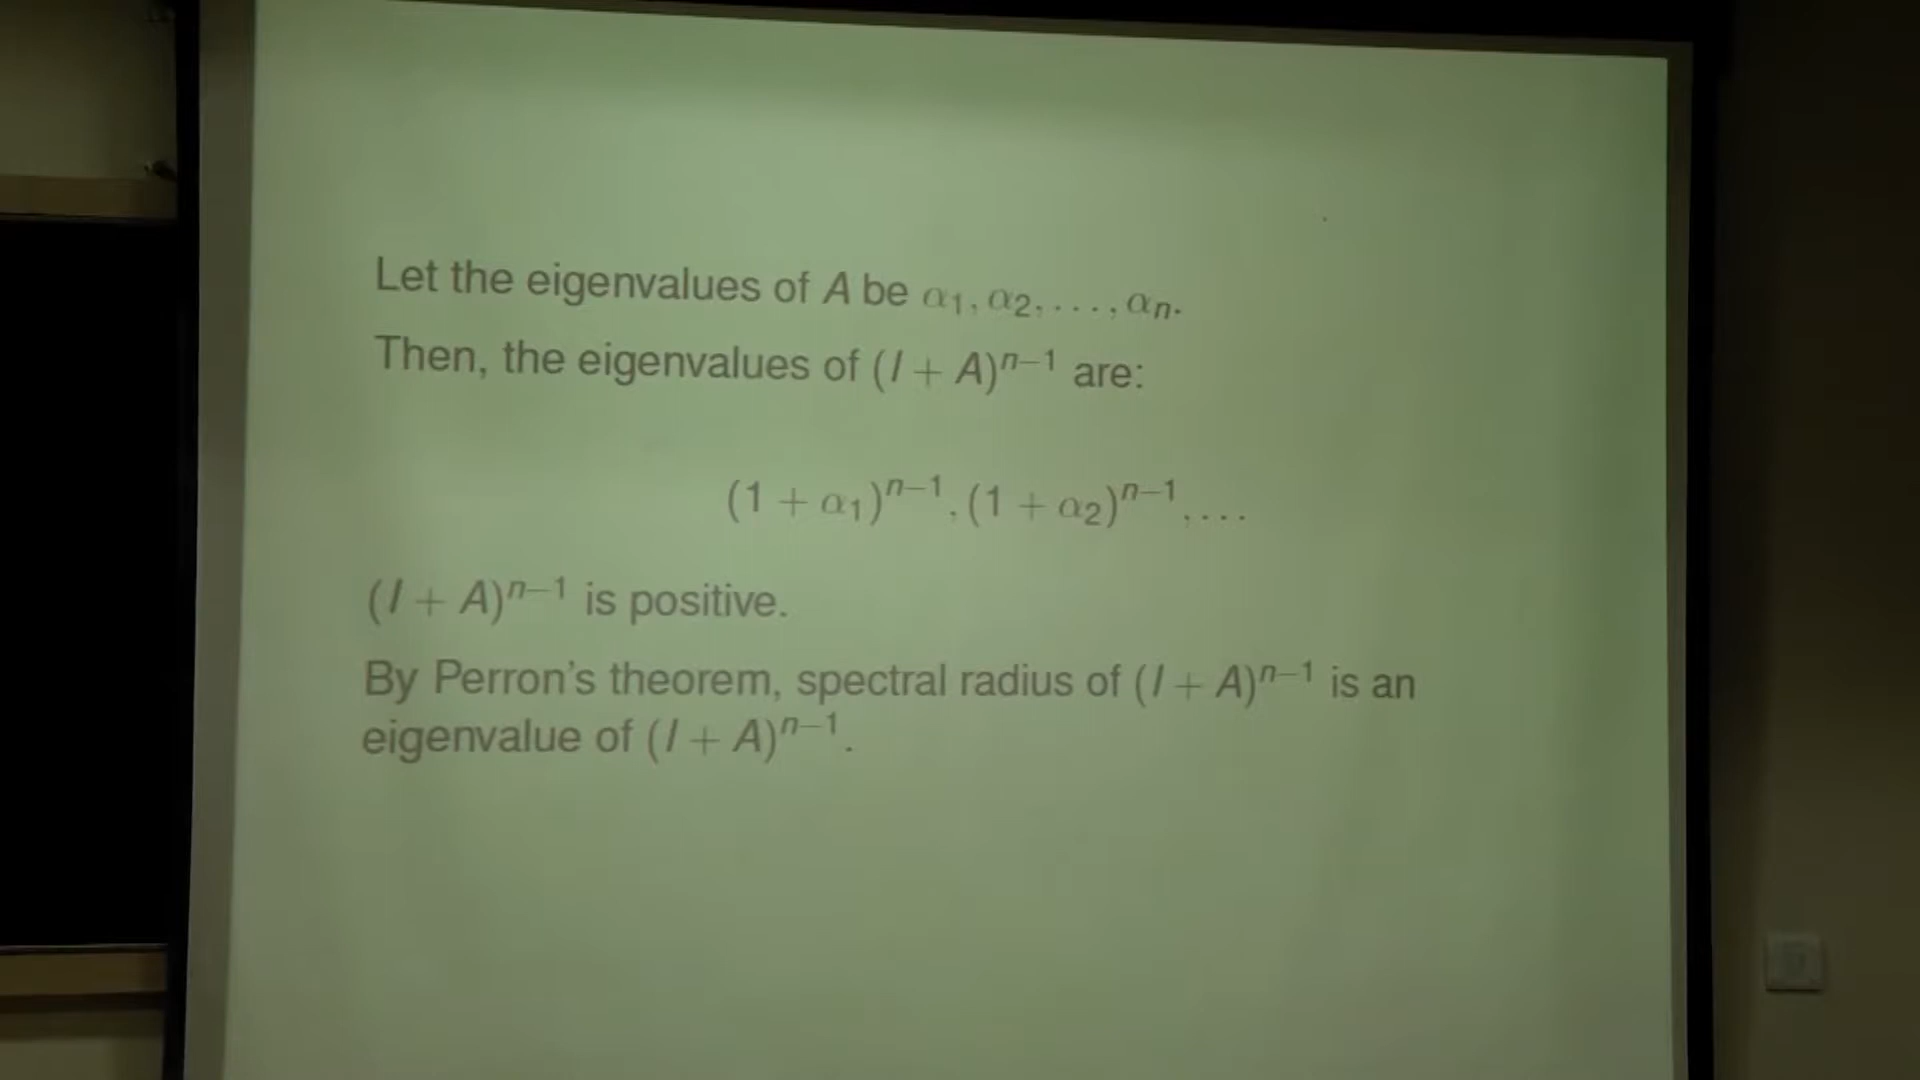 Let the eigenvalues of A be α₁, α₂, . . . , αₙ.
Then, the eigenvalues of (I + A)ⁿ⁻¹ are:
(1 + α₁)ⁿ⁻¹, (1 + α₂)ⁿ⁻¹, . . .
(I + A)ⁿ⁻¹ is positive.
By Perron's theorem, spectral radius of (I + A)ⁿ⁻¹ is an
eigenvalue of (I + A)ⁿ⁻¹.